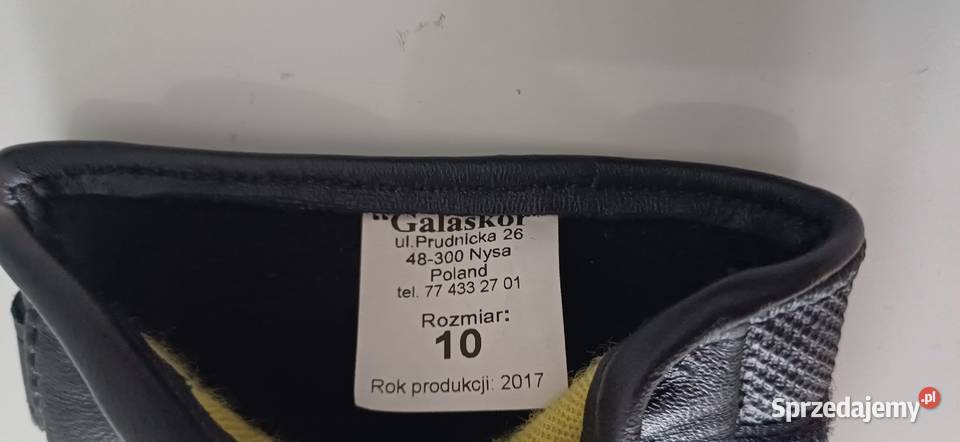 "Galaskór"
ul.Prudnicka 26
48-300 Nysa
Poland
tel. 77 433 27 01
Rozmiar:
10
Rok produkcji: 2017
Sprzedajemy.pl